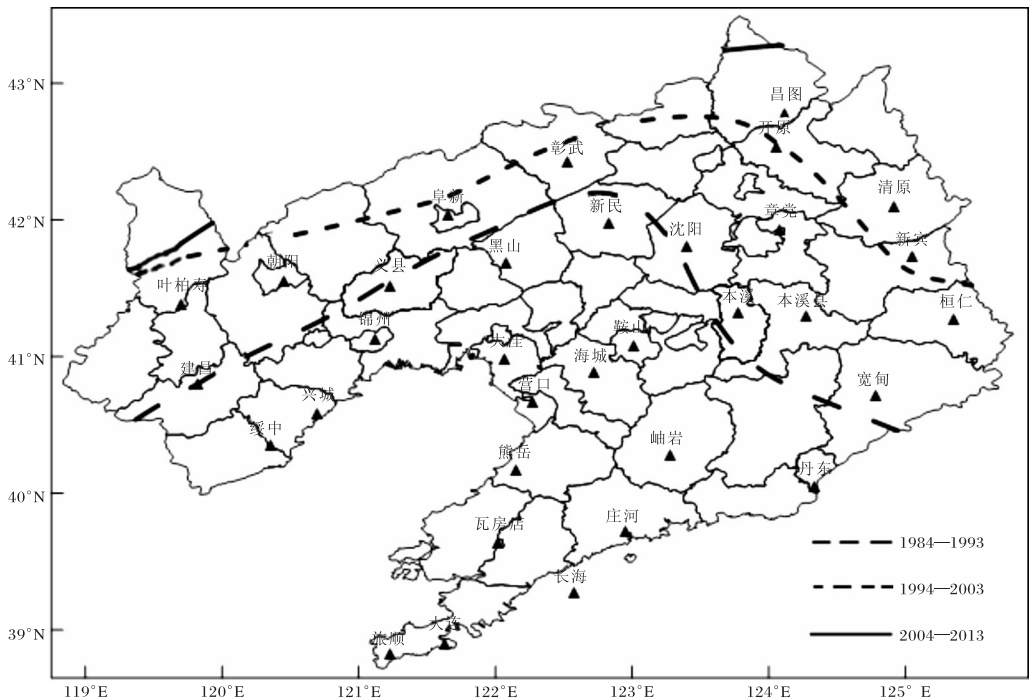 43°N
昌图
开原
彰武
清原
阜新
42°N
新民
章党
沈阳
新宾
黑山
朝阳
义县
叶柏寿
本溪
本溪县
桓仁
锦州
鞍山
41°N
大洼
海城
建昌
营口
宽甸
兴城
绥中
岫岩
熊岳
丹东
40°N
庄河
瓦房店
1984—1993
长海
1994—2003
39°N
大连
旅顺
2004—2013
119°E
120°E
121°E
122°E
123°E
124°E
125°E